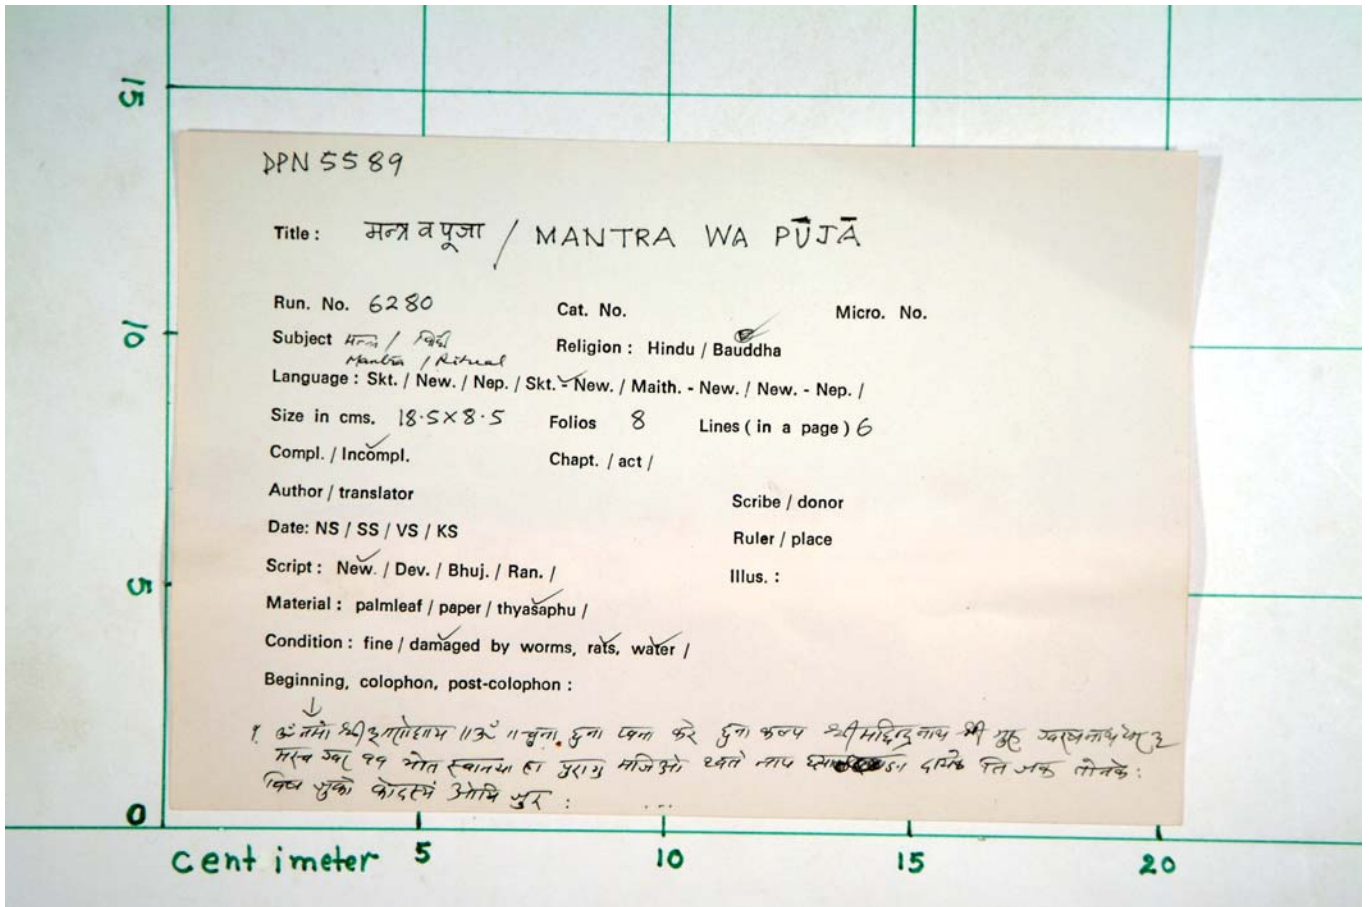 15
DPN 5589
Title : मन्त्र व पूजा / MANTRA WA PŪJĀ
Run. No. 6280 Cat. No. Micro. No.
10
Subject मन्त्र / Religion : Hindu / Bauddha
Mantra / Ritual
Language : Skt. / New. / Nep. / Skt. - New. / Maith. - New. / New. - Nep. /
Size in cms. 18.5×8.5 Folios 8 Lines ( in a page ) 6
Compl. / Incompl. Chapt. / act /
Author / translator Scribe / donor
Date: NS / SS / VS / KS Ruler / place
5
Script : New. / Dev. / Bhuj. / Ran. / Illus. :
Material : palmleaf / paper / thyasaphu /
Condition : fine / damaged by worms, rats, water /
Beginning, colophon, post-colophon :
ॐ नमो श्री ॥ ॐ ॥ करे श्री श्री गुरु
११
0
cent imeter 5 10 15 20